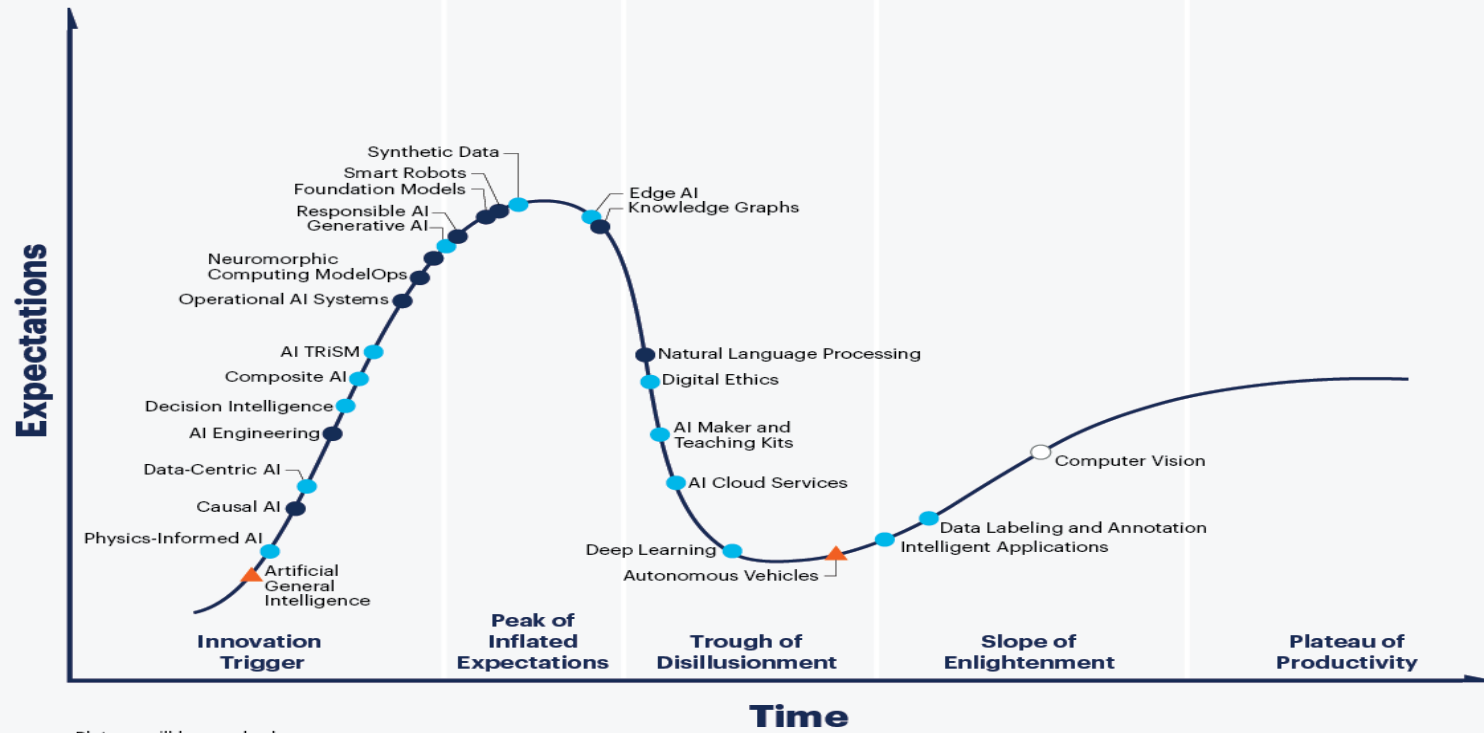 Expectations
Synthetic Data
Smart Robots
Foundation Models
Responsible AI
Generative AI
Neuromorphic
Computing ModelOps
Operational AI Systems
AI TRiSM
Composite AI
Decision Intelligence
AI Engineering
Data-Centric AI
Causal AI
Physics-Informed AI
Artificial
General
Intelligence
Edge AI
Knowledge Graphs
Natural Language Processing
Digital Ethics
AI Maker and
Teaching Kits
AI Cloud Services
Deep Learning
Autonomous Vehicles
Computer Vision
Data Labeling and Annotation
Intelligent Applications
Innovation
Trigger
Peak of
Inflated
Expectations
Trough of
Disillusionment
Slope of
Enlightenment
Plateau of
Productivity
Time